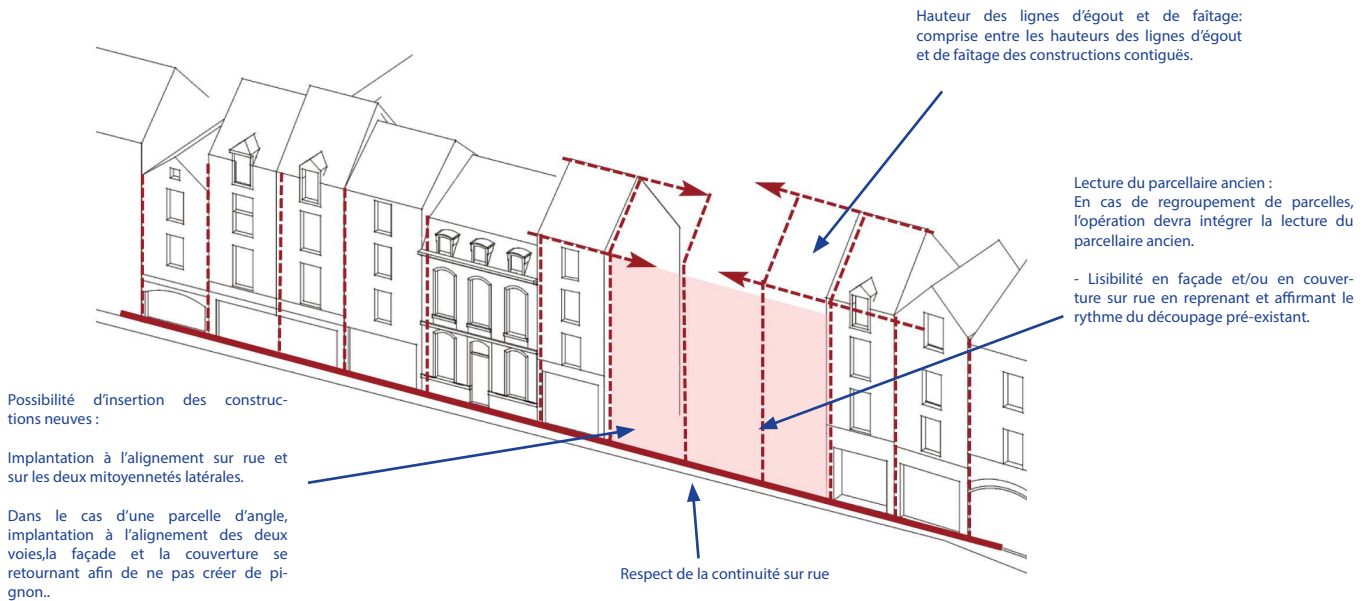 Hauteur des lignes d’égout et de faîtage:
comprise entre les hauteurs des lignes d’égout
et de faîtage des constructions contiguës.
Lecture du parcellaire ancien :
En cas de regroupement de parcelles,
l’opération devra intégrer la lecture du
parcellaire ancien.
- Lisibilité en façade et/ou en couver-
ture sur rue en reprenant et affirmant le
rythme du découpage pré-existant.
Possibilité d’insertion des construc-
tions neuves :
Implantation à l’alignement sur rue et
sur les deux mitoyennetés latérales.
Dans le cas d’une parcelle d’angle,
implantation à l’alignement des deux
voies,la façade et la couverture se
retournant afin de ne pas créer de pi-
gnon..
Respect de la continuité sur rue